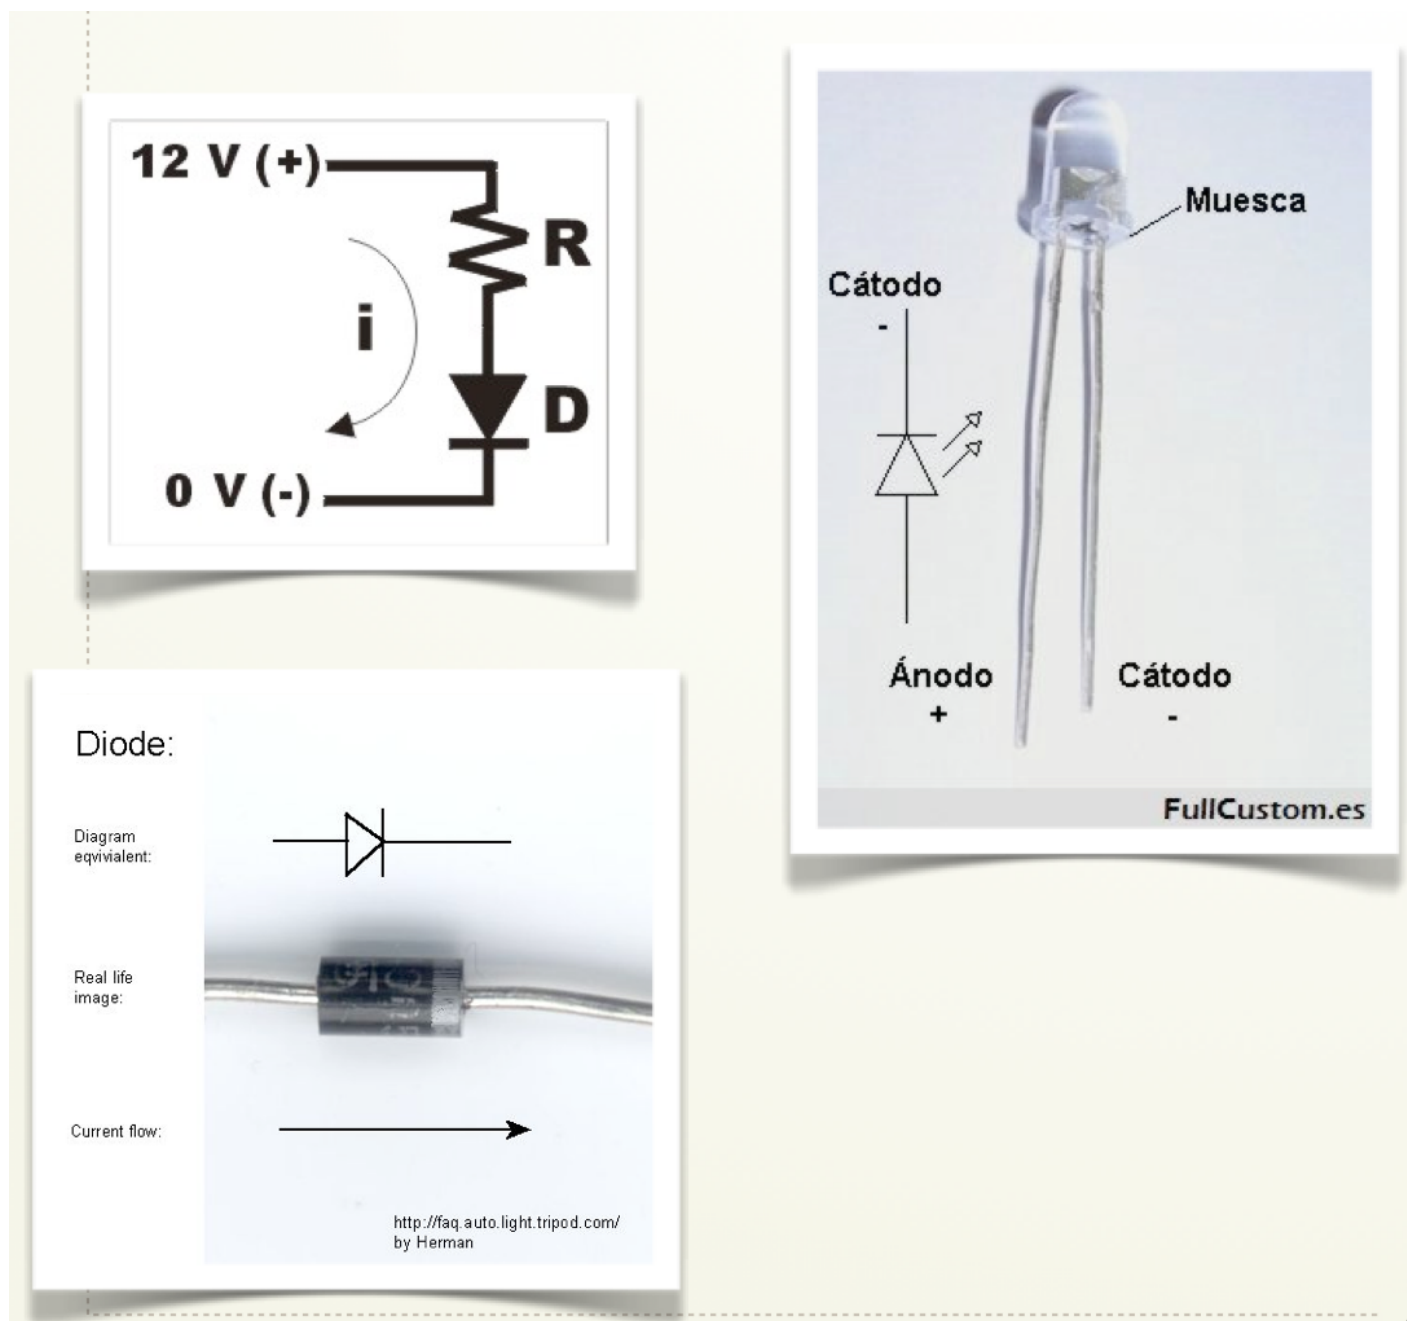 12 V (+)
R
i
D
0 V (-)
Muesca
Cátodo
-
Ánodo
+
Cátodo
-
FullCustom.es
Diode:
Diagram
eqvivialent:
Real life
image:
Current flow:
http://faq.auto.light.tripod.com/
by Herman